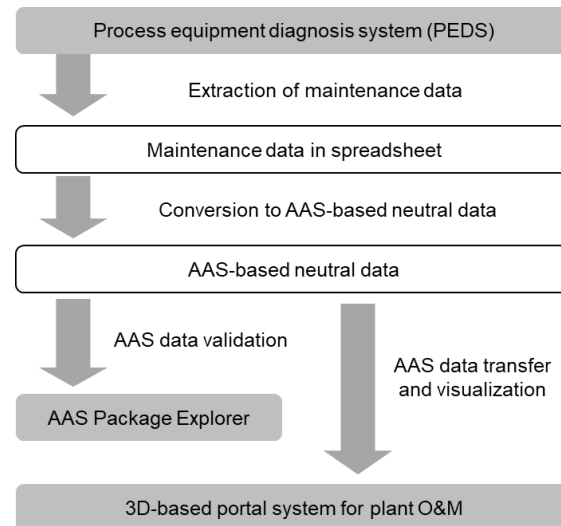 Process equipment diagnosis system (PEDS)
Extraction of maintenance data
Maintenance data in spreadsheet
Conversion to AAS-based neutral data
AAS-based neutral data
AAS data validation
AAS data transfer
and visualization
AAS Package Explorer
3D-based portal system for plant O&M